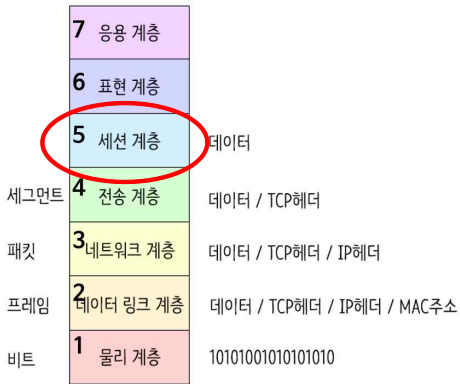 7 응용 계층
6 표현 계층
5 세션 계층 데이터
세그먼트 4 전송 계층 데이터 / TCP헤더
패킷 3 네트워크 계층 데이터 / TCP헤더 / IP헤더
프레임 2 데이터 링크 계층 데이터 / TCP헤더 / IP헤더 / MAC주소
비트 1 물리 계층 10101001010101010